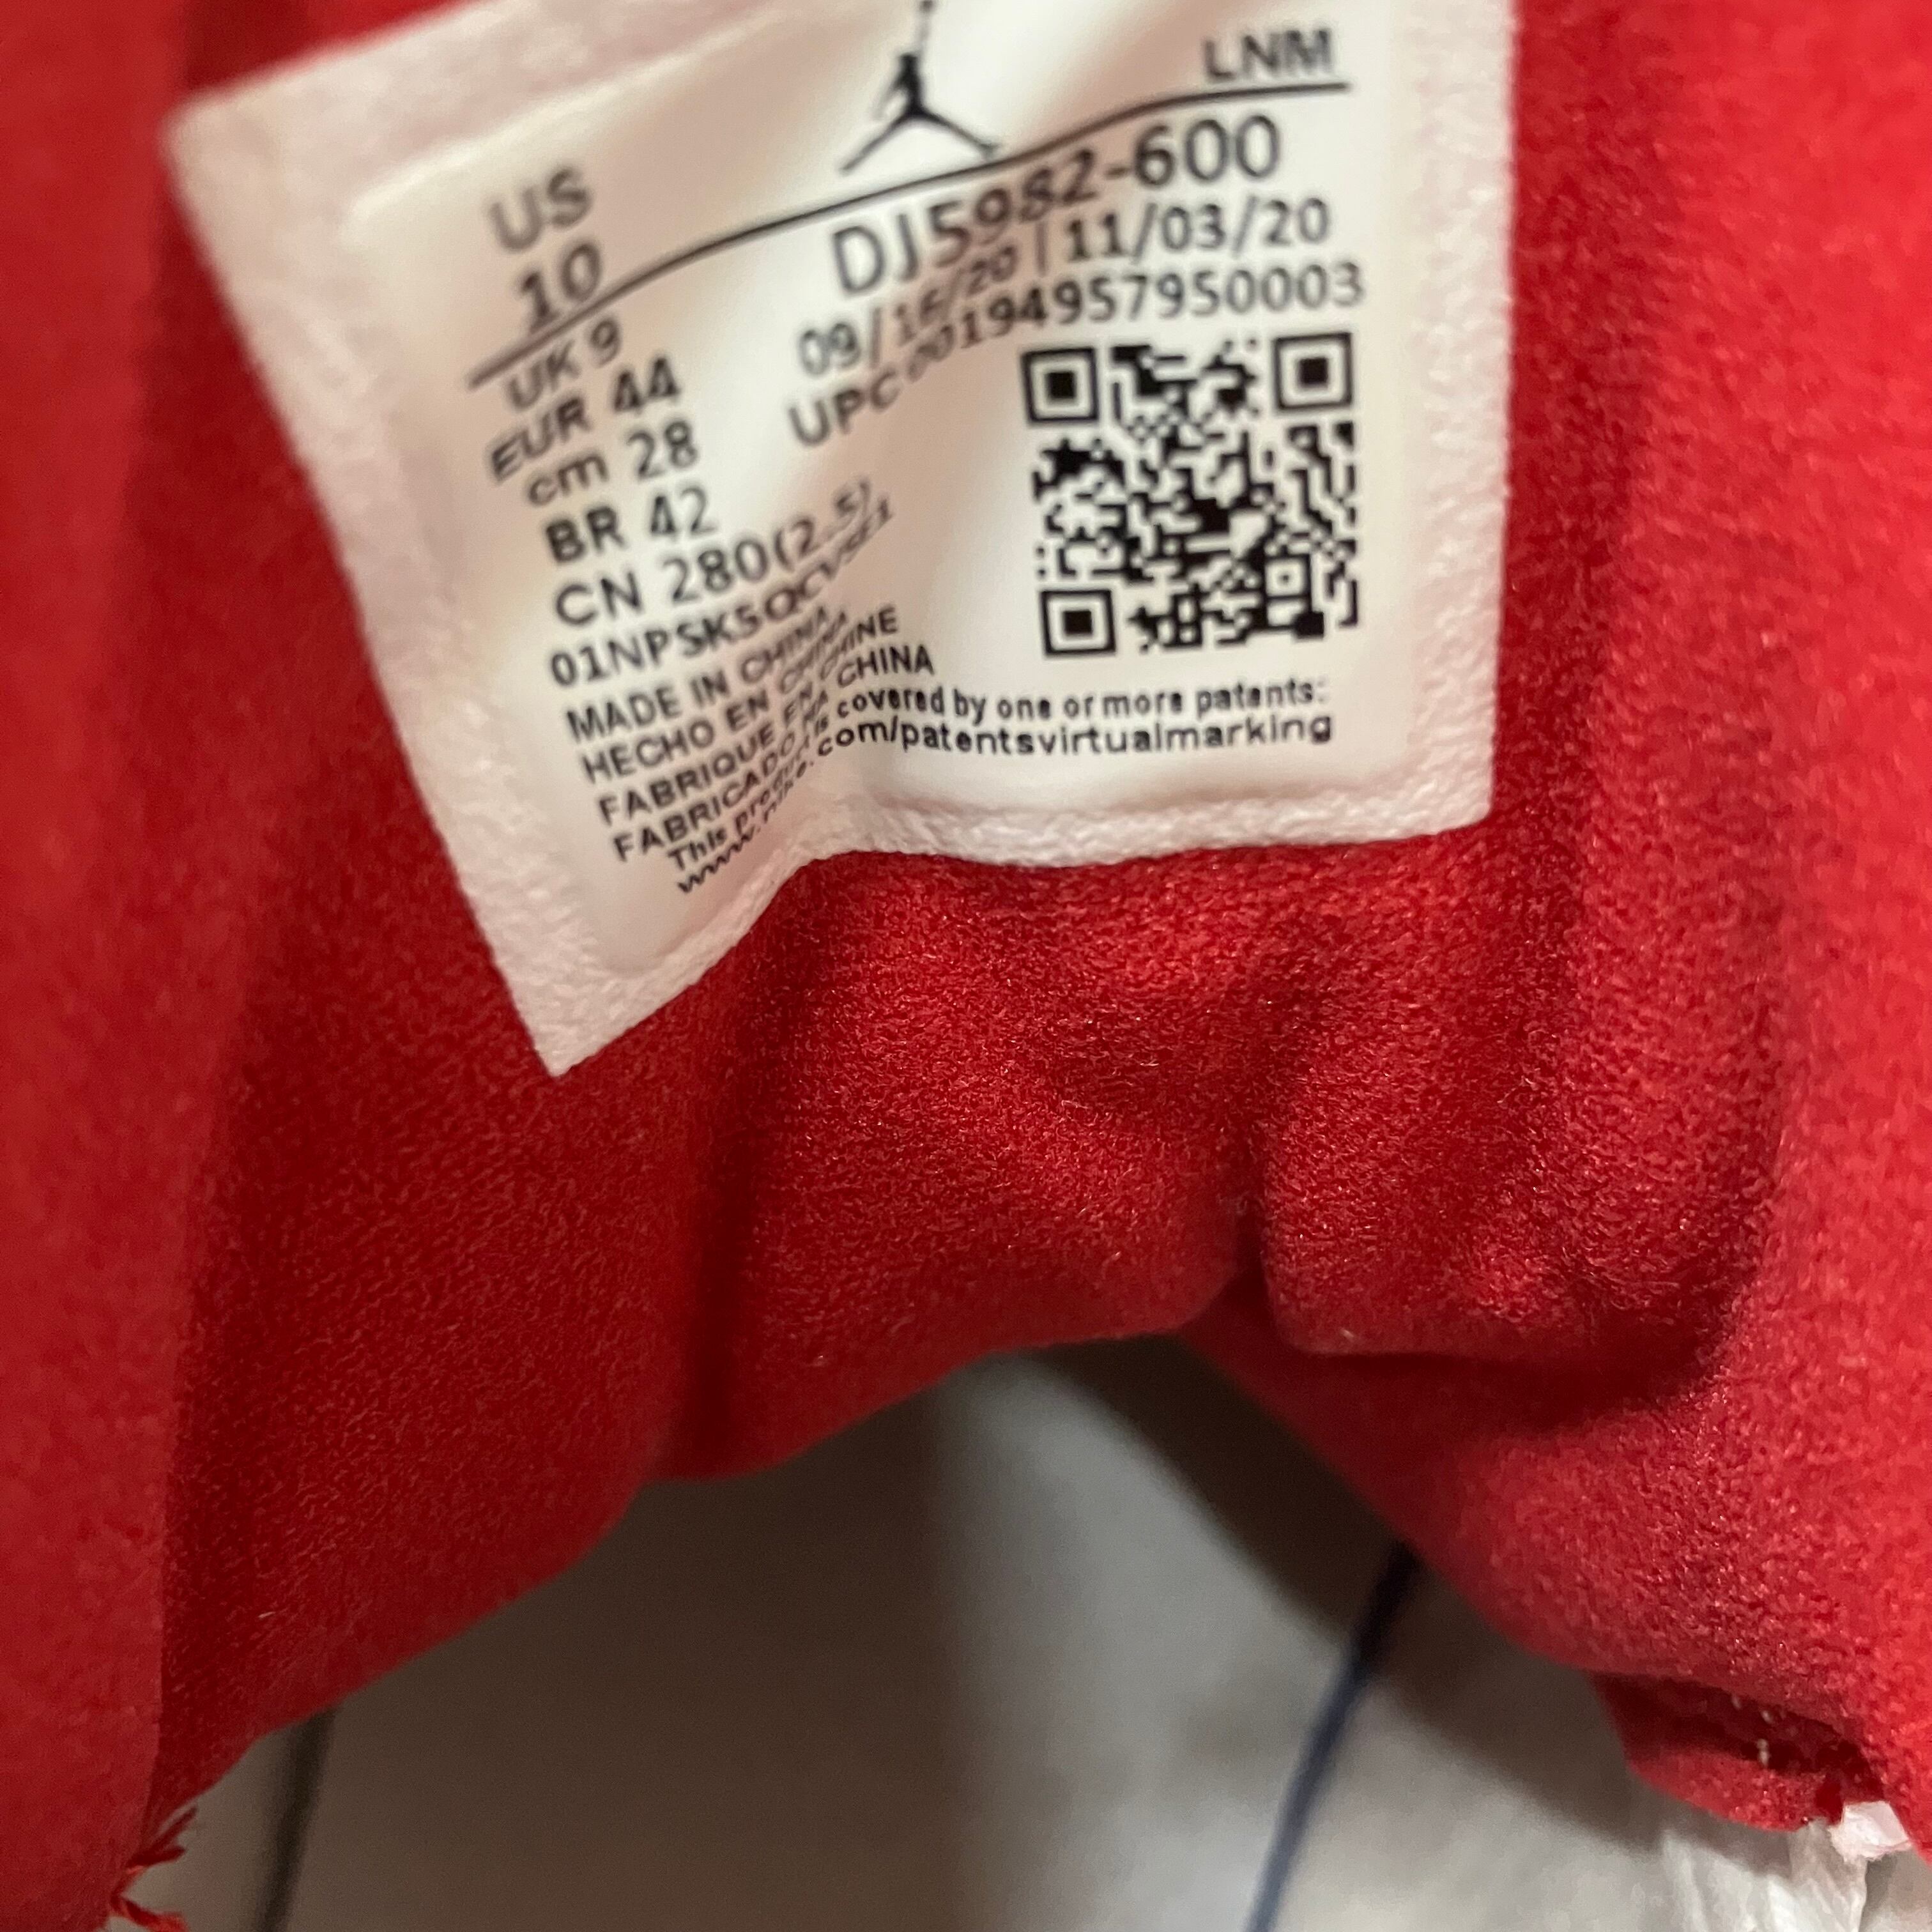 LNM
US
10
DJ5982-600
09/16/20 | 11/03/20
UPC 00194957950003
UK 9
EUR 44
cm 28
BR 42
CN 280(2.5)
MADE IN CHINA
HECHO EN CHINA
FABRIQUE EN CHINE
FABRICADO NA CHINA
This product is covered by one or more patents:
www.nike.com/patentsvirtualmarking